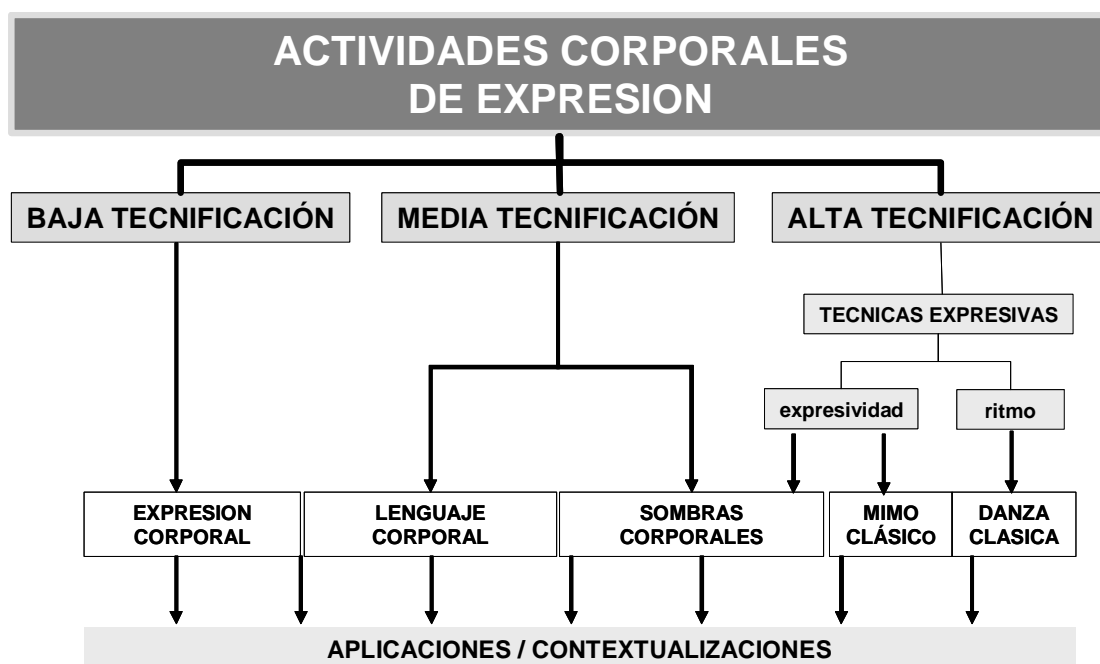 ACTIVIDADES CORPORALES
DE EXPRESION
BAJA TECNIFICACIÓN
MEDIA TECNIFICACIÓN
ALTA TECNIFICACIÓN
TECNICAS EXPRESIVAS
expresividad
ritmo
EXPRESION
CORPORAL
LENGUAJE
CORPORAL
SOMBRAS
CORPORALES
MIMO
CLÁSICo
DANZA
CLASICA
APLICACIONES / CONTEXTUALIZACIONES